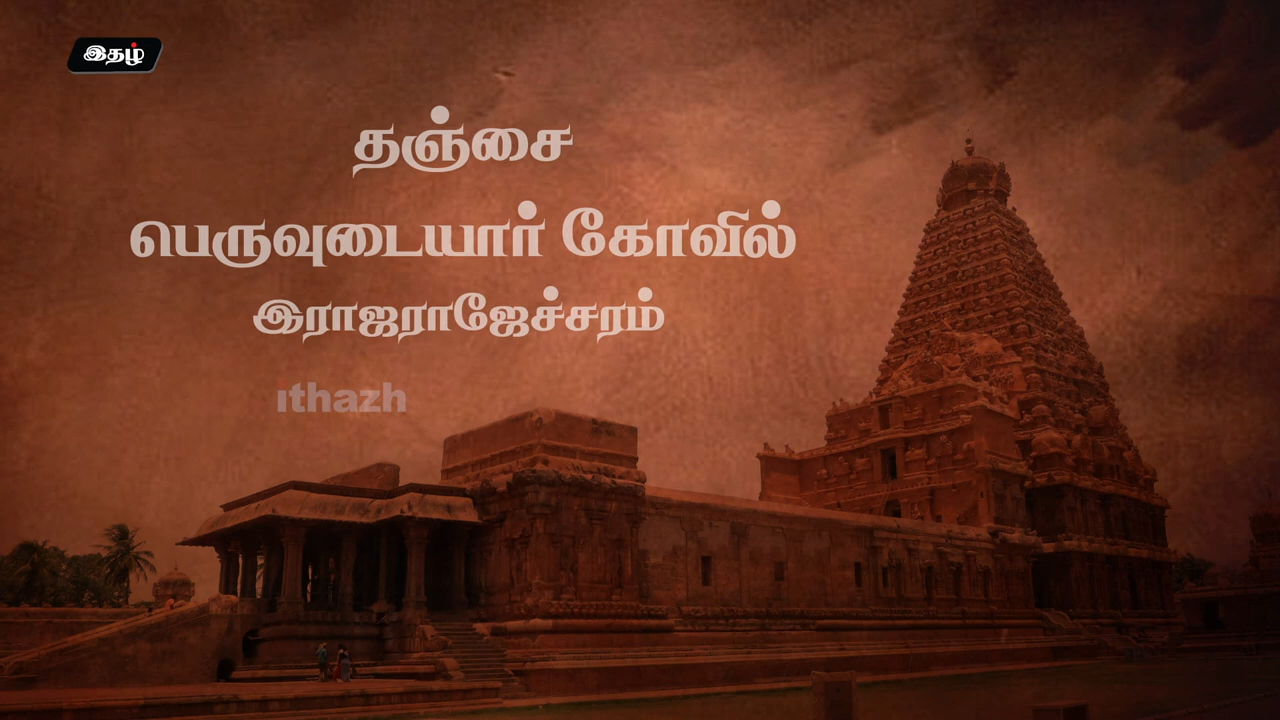 இதழ்
தஞ்சை
பெருவுடையார் கோவில்
இராஜராஜேச்சரம்
ithazh